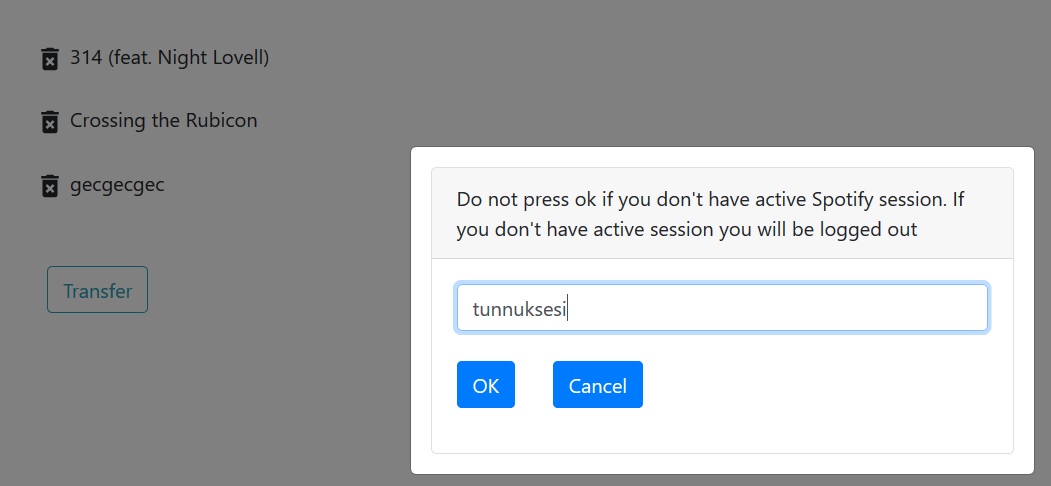 314 (feat. Night Lovell)
Crossing the Rubicon
gecgecgec
Transfer
Do not press ok if you don't have active Spotify session. If
you don't have active session you will be logged out
tunnuksesi
OK Cancel